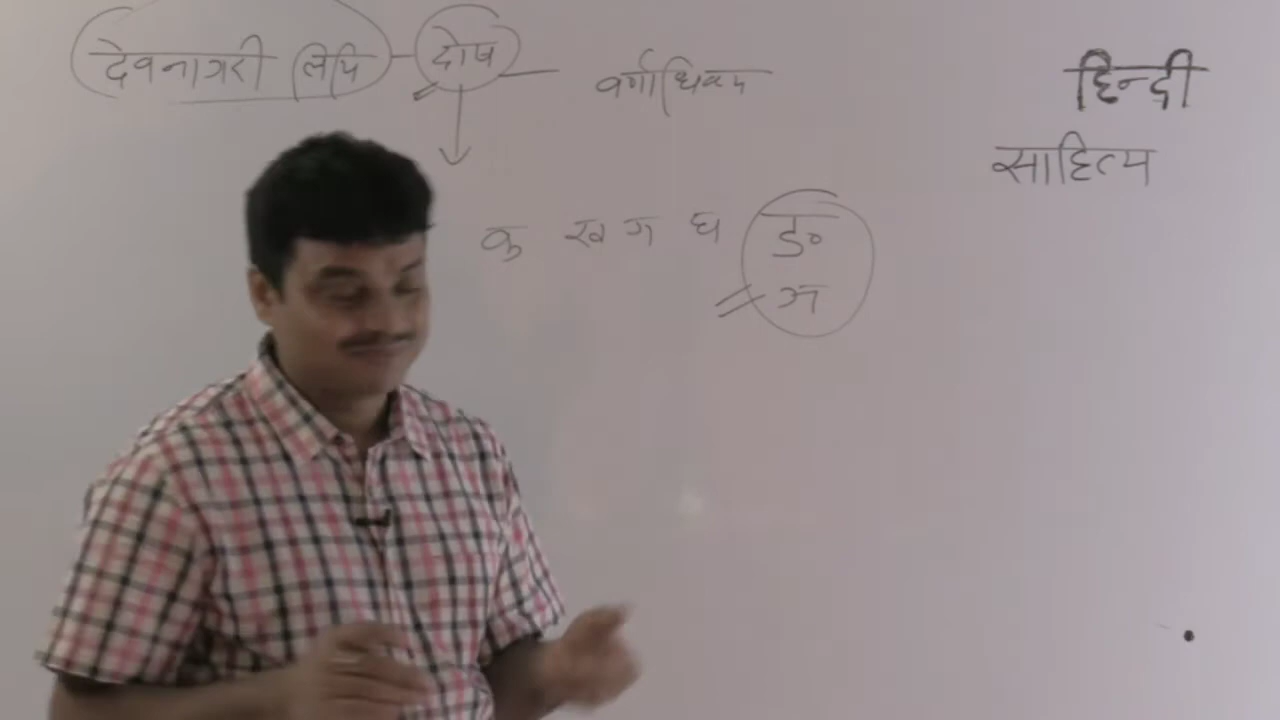 देवनागरी लिपि - दोष - वर्णाधिक्य
हिन्दी
साहित्य
क ख ग घ ङ
ञ